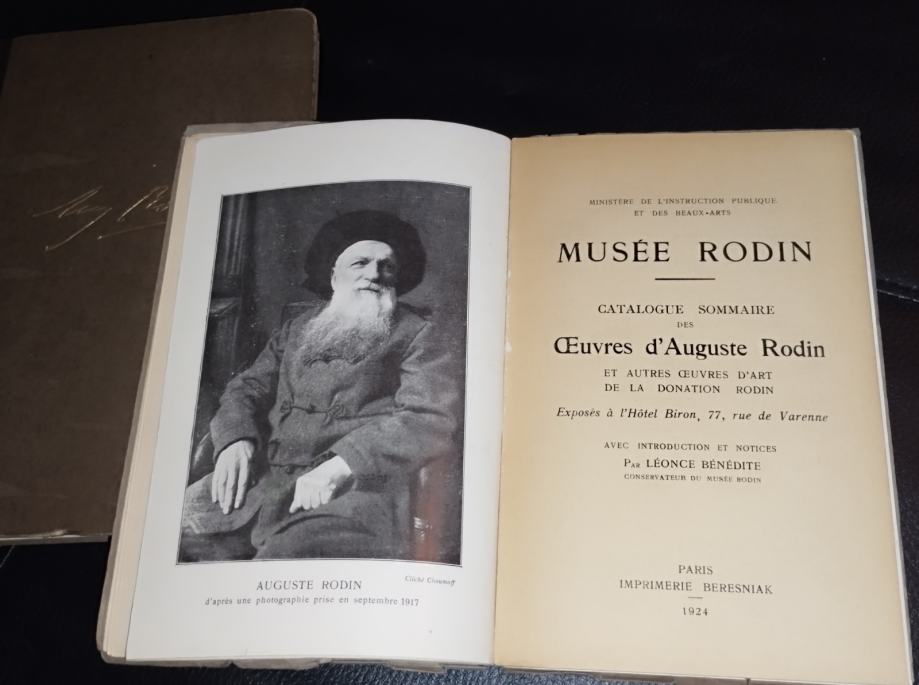 Aug R
Cliché Choumoff
AUGUSTE RODIN
d'après une photographie prise en septembre 1917
MINISTÈRE DE L'INSTRUCTION PUBLIQUE
ET DES BEAUX-ARTS
MUSÉE RODIN
CATALOGUE SOMMAIRE
DES
Œuvres d'Auguste Rodin
ET AUTRES ŒUVRES D'ART
DE LA DONATION RODIN
Exposés à l'Hôtel Biron, 77, rue de Varenne
AVEC INTRODUCTION ET NOTICES
PAR LÉONCE BÉNÉDITE
CONSERVATEUR DU MUSÉE RODIN
PARIS
IMPRIMERIE BERESNIAK
1924